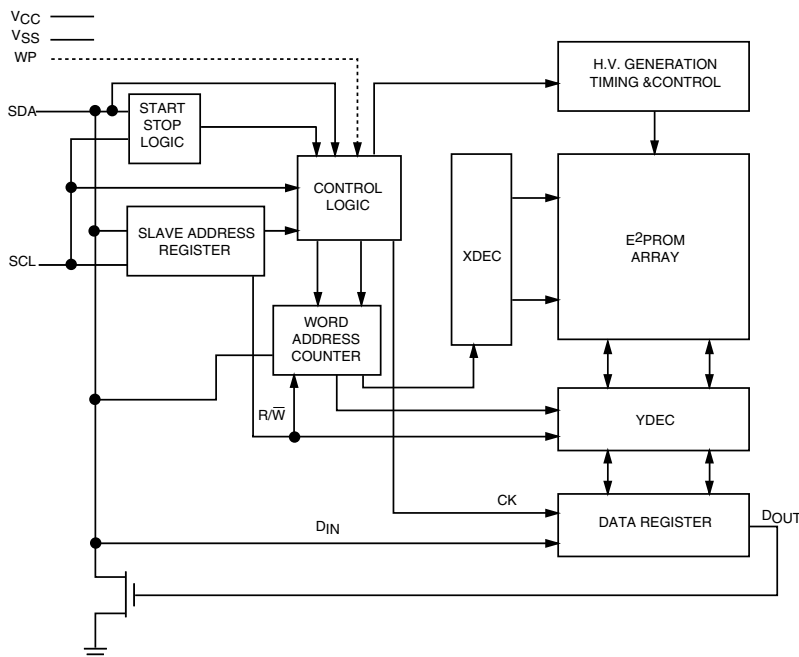 VCC
VSS
WP
SDA
START
STOP
LOGIC
H.V. GENERATION
TIMING &CONTROL
CONTROL
LOGIC
SLAVE ADDRESS
REGISTER
SCL
XDEC
E2PROM
ARRAY
WORD
ADDRESS
COUNTER
R/W̅
YDEC
CK
DIN
DATA REGISTER
DOUT